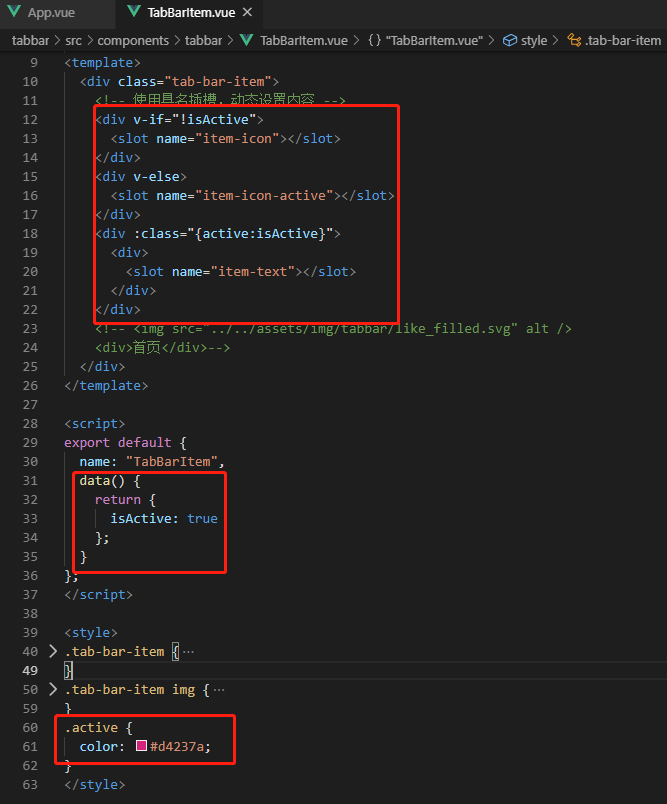 App.vue
TabBarItem.vue
tabbar > src > components > tabbar > TabBarItem.vue > {} "TabBarItem.vue" > style > .tab-bar-item
9 <template>
10 <div class="tab-bar-item">
11 <!-- 使用具名插槽，动态设置内容 -->
12 <div v-if="!isActive">
13 <slot name="item-icon"></slot>
14 </div>
15 <div v-else>
16 <slot name="item-icon-active"></slot>
17 </div>
18 <div :class="{active:isActive}">
19 <div>
20 <slot name="item-text"></slot>
21 </div>
22 </div>
23 <!-- <img src="../../assets/img/tabbar/like_filled.svg" alt />
24 <div>首页</div>-->
25 </div>
26 </template>
27
28 <script>
29 export default {
30 name: "TabBarItem",
31 data() {
32 return {
33 isActive: true
34 };
35 }
36 };
37 </script>
38
39 <style>
40 .tab-bar-item { ···
49 }
50 .tab-bar-item img { ···
59 }
60 .active {
61 color: #d4237a;
62 }
63 </style>